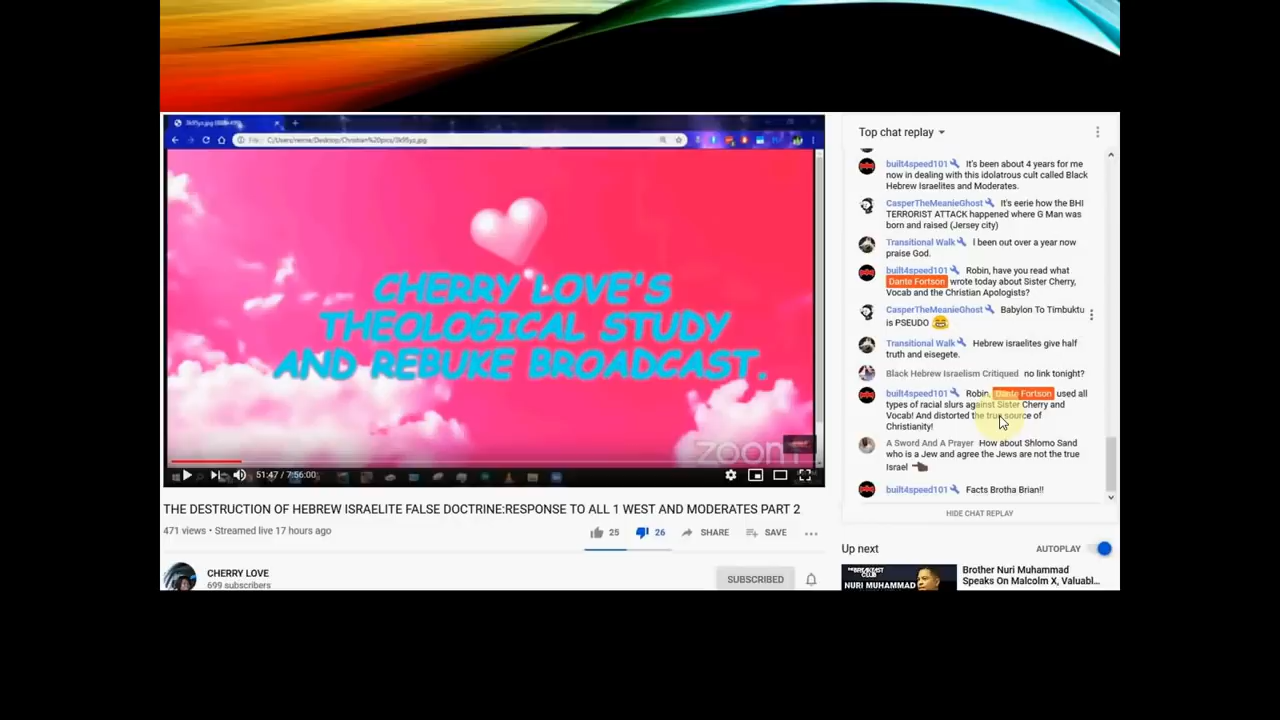 C:/Users/reene/Desktop/Christian%20pics/3k95yz.jpg
CHERRY LOVE'S
THEOLOGICAL STUDY
AND REBUKE BROADCAST.
zoom
51:47 / 7:56:00
THE DESTRUCTION OF HEBREW ISRAELITE FALSE DOCTRINE:RESPONSE TO ALL 1 WEST AND MODERATES PART 2
471 views • Streamed live 17 hours ago
25
26
SHARE
SAVE
CHERRY LOVE
699 subscribers
SUBSCRIBED
Top chat replay
built4speed101 It's been about 4 years for me
now in dealing with this idolatrous cult called Black
Hebrew Israelites and Moderates.
CasperTheMeanieGhost It's eerie how the BHI
TERRORIST ATTACK happened where G Man was
born and raised (Jersey city)
Transitional Walk I been out over a year now
praise God.
built4speed101 Robin, have you read what
Dante Fortson wrote today about Sister Cherry,
Vocab and the Christian Apologists?
CasperTheMeanieGhost Babylon To Timbuktu
is PSEUDO 😂
Transitional Walk Hebrew israelites give half
truth and eisegete.
Black Hebrew Israelism Critiqued no link tonight?
built4speed101 Robin, Dante Fortson used all
types of racial slurs against Sister Cherry and
Vocab! And distorted the true source of
Christianity!
A Sword And A Prayer How about Shlomo Sand
who is a Jew and agree the Jews are not the true
Israel
built4speed101 Facts Brotha Brian!!
HIDE CHAT REPLAY
Up next
AUTOPLAY
THE BREAKFAST
CLUB
NURI MUHAMMAD
Brother Nuri Muhammad
Speaks On Malcolm X, Valuabl...